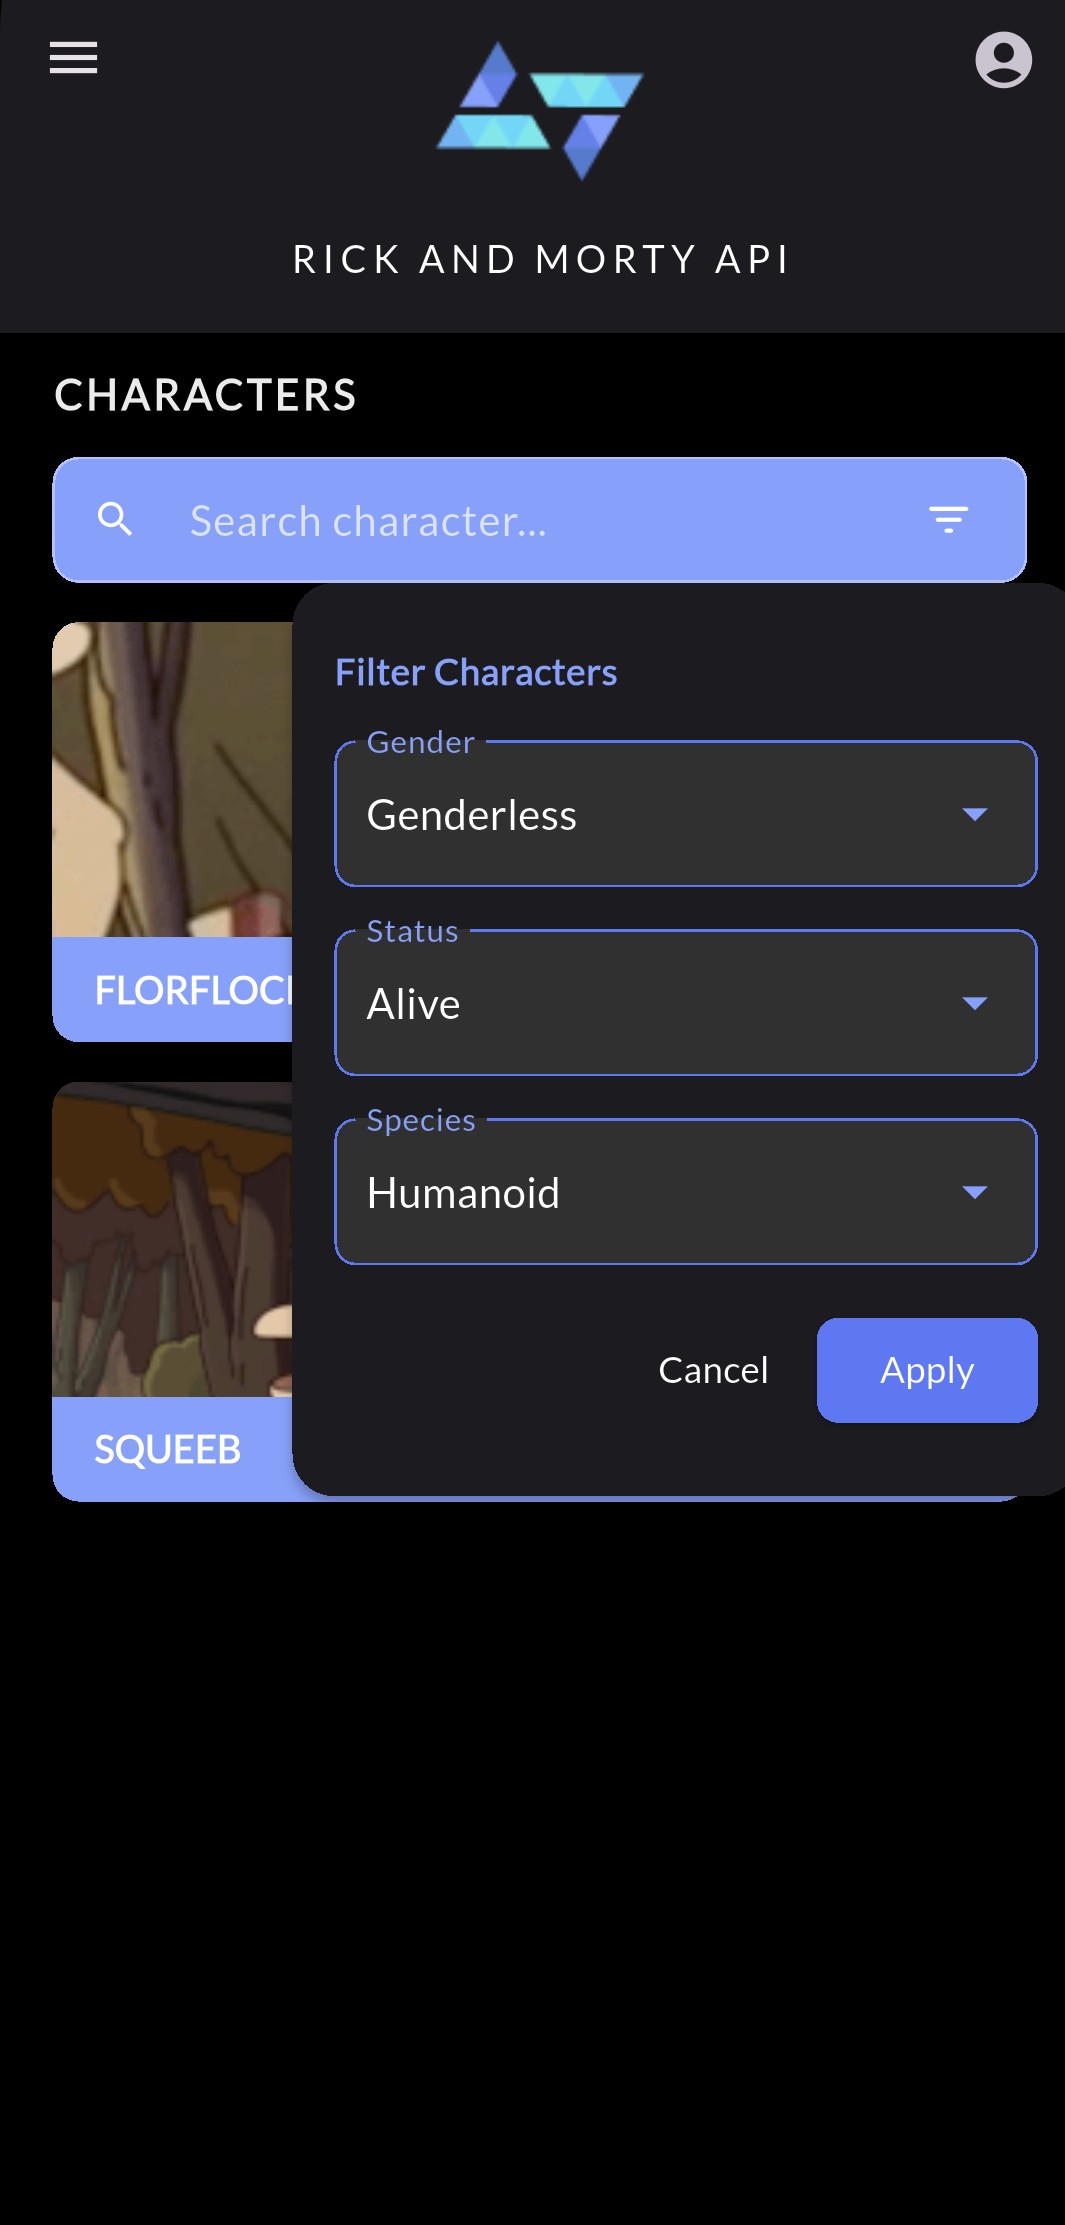 RICK AND MORTY API
CHARACTERS
Search character...
Filter Characters
Gender
Genderless
Status
Alive
FLORFLOC
Species
Humanoid
Cancel
Apply
SQUEEB